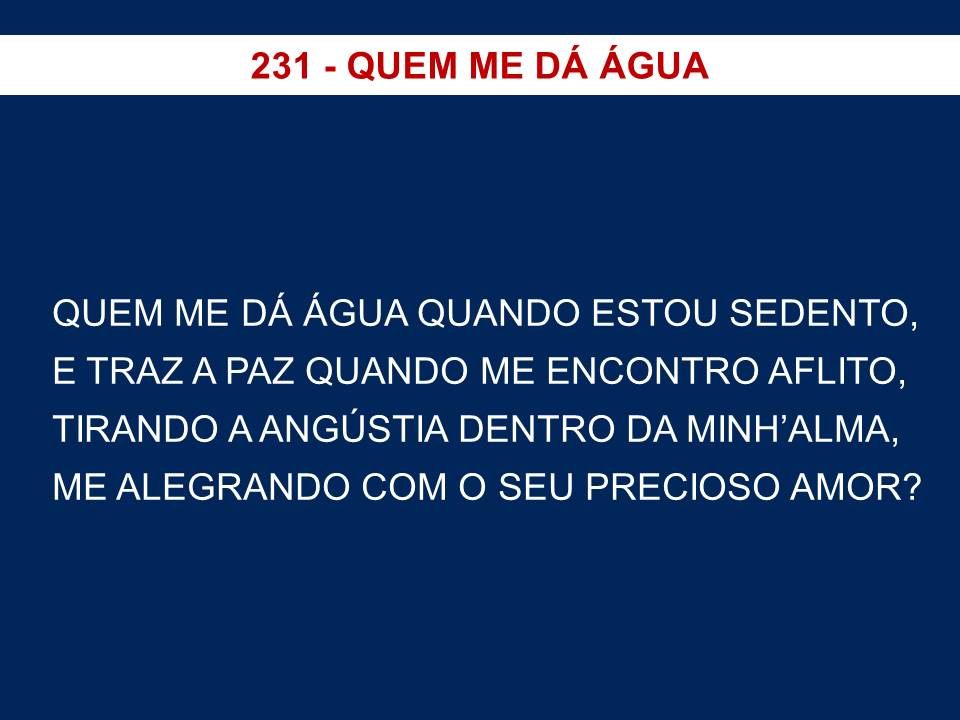 231 - QUEM ME DÁ ÁGUA
QUEM ME DÁ ÁGUA QUANDO ESTOU SEDENTO,
E TRAZ A PAZ QUANDO ME ENCONTRO AFLITO,
TIRANDO A ANGÚSTIA DENTRO DA MINH’ALMA,
ME ALEGRANDO COM O SEU PRECIOSO AMOR?